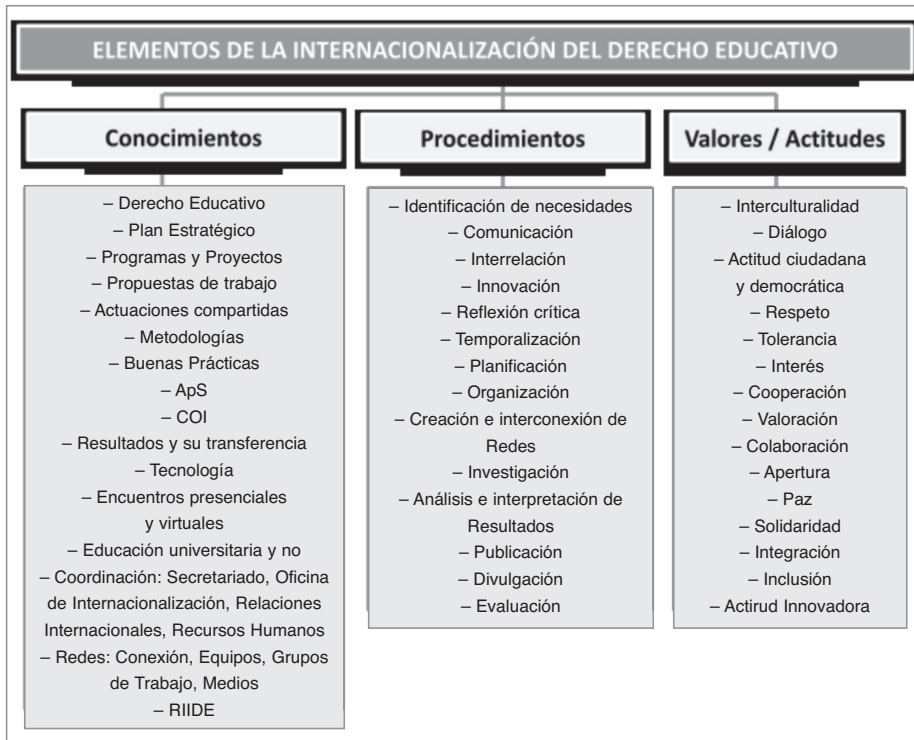 ELEMENTOS DE LA INTERNACIONALIZACIÓN DEL DERECHO EDUCATIVO
Conocimientos
– Derecho Educativo
– Plan Estratégico
– Programas y Proyectos
– Propuestas de trabajo
– Actuaciones compartidas
– Metodologías
– Buenas Prácticas
– ApS
– COI
– Resultados y su transferencia
– Tecnología
– Encuentros presenciales
y virtuales
– Educación universitaria y no
– Coordinación: Secretariado, Oficina
de Internacionalización, Relaciones
Internacionales, Recursos Humanos
– Redes: Conexión, Equipos, Grupos
de Trabajo, Medios
– RIIDE
Procedimientos
– Identificación de necesidades
– Comunicación
– Interrelación
– Innovación
– Reflexión crítica
– Temporalización
– Planificación
– Organización
– Creación e interconexión de
Redes
– Investigación
– Análisis e interpretación de
Resultados
– Publicación
– Divulgación
– Evaluación
Valores / Actitudes
– Interculturalidad
– Diálogo
– Actitud ciudadana
y democrática
– Respeto
– Tolerancia
– Interés
– Cooperación
– Valoración
– Colaboración
– Apertura
– Paz
– Solidaridad
– Integración
– Inclusión
– Actirud Innovadora